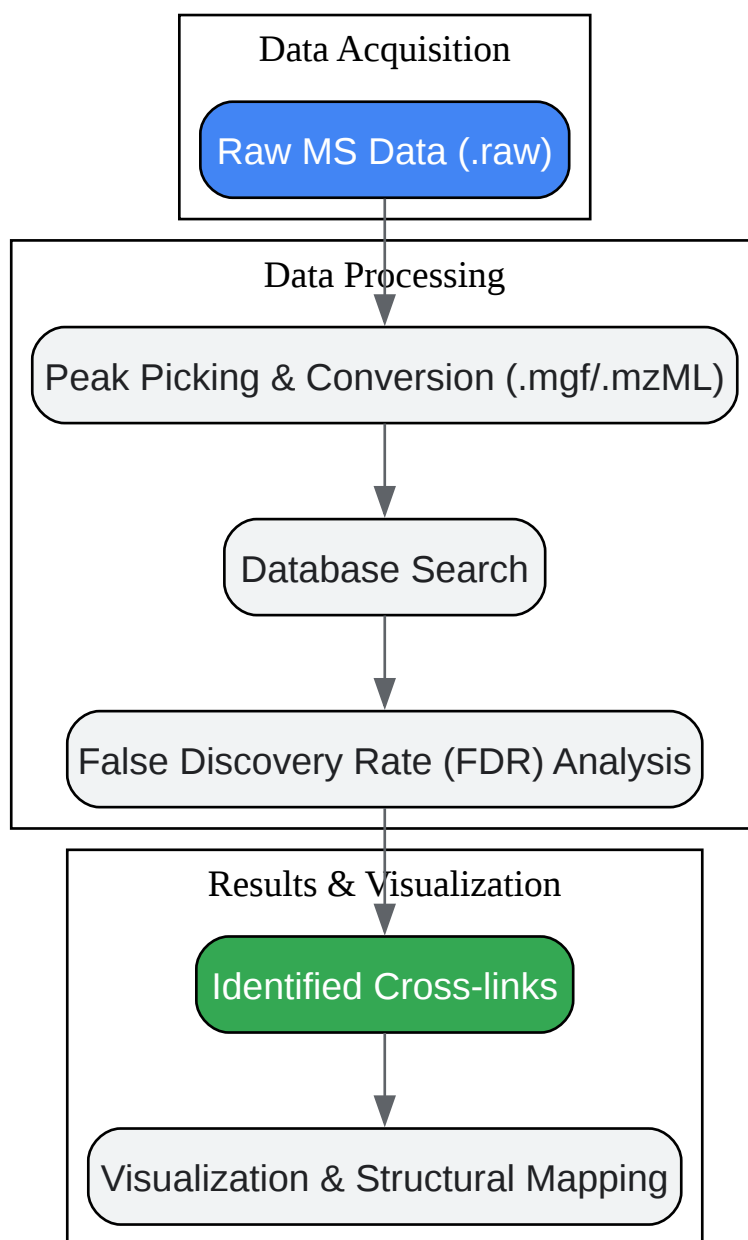 Data Acquisition
Raw MS Data (.raw)
Data Processing
Peak Picking & Conversion (.mgf/.mzML)
Database Search
False Discovery Rate (FDR) Analysis
Results & Visualization
Identified Cross-links
Visualization & Structural Mapping